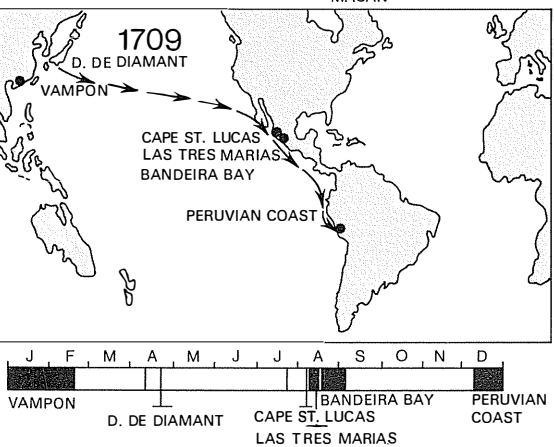 MACAN
1709
D. DE DIAMANT
VAMPON
CAPE ST. LUCAS
LAS TRES MARIAS
BANDEIRA BAY
PERUVIAN COAST
J F M A M J J A S O N D
VAMPON
D. DE DIAMANT
CAPE ST. LUCAS
LAS TRES MARIAS
BANDEIRA BAY
PERUVIAN
COAST